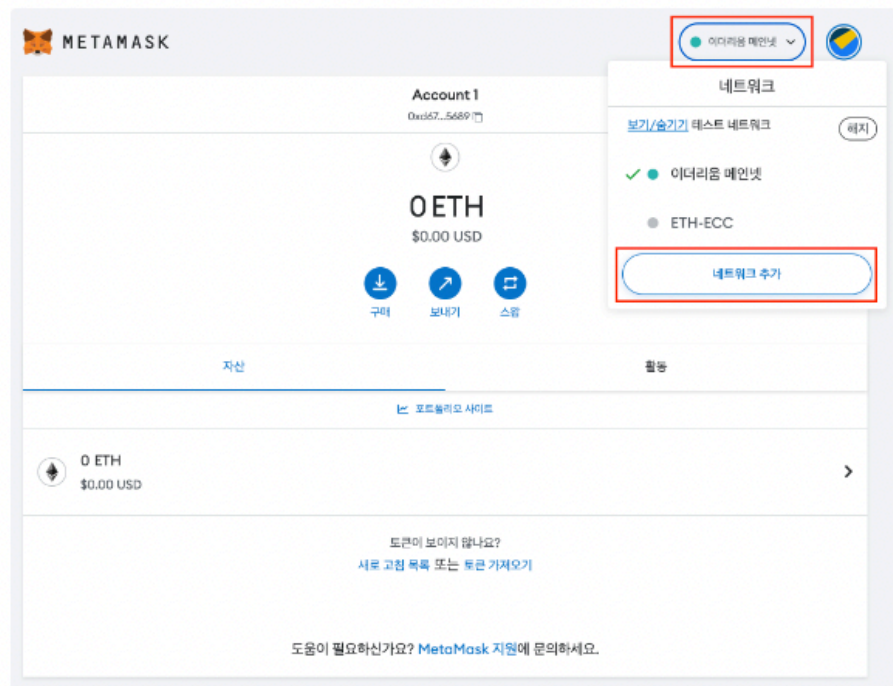 METAMASK
이더리움 메인넷
Account 1
0xd67...5689
0 ETH
$0.00 USD
구매
보내기
스왑
네트워크
보기/숨기기 테스트 네트워크
해지
이더리움 메인넷
ETH-ECC
네트워크 추가
자산
활동
포트폴리오 사이트
0 ETH
$0.00 USD
토큰이 보이지 않나요?
새로 고침 목록 또는 토큰 가져오기
도움이 필요하신가요? MetaMask 지원에 문의하세요.